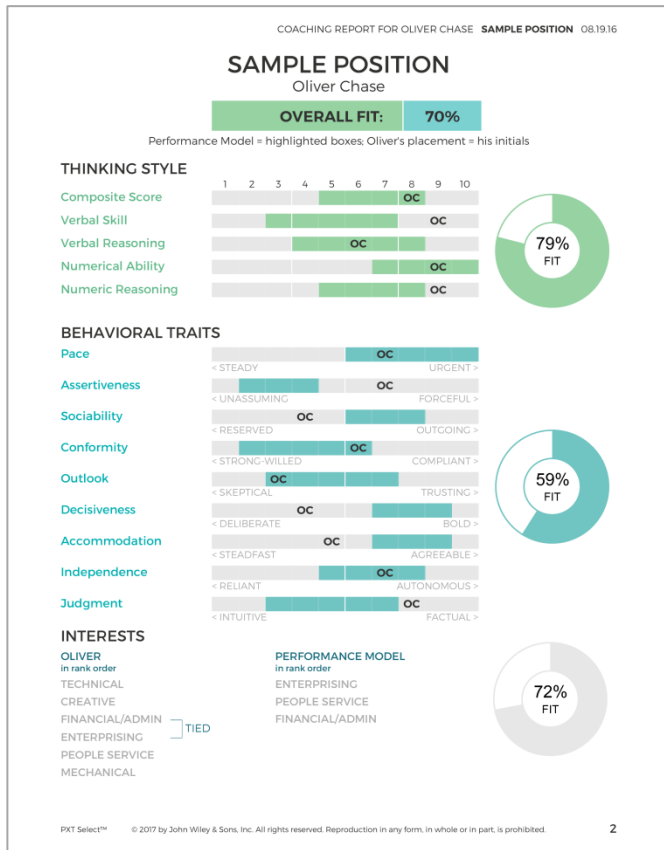 COACHING REPORT FOR OLIVER CHASE SAMPLE POSITION 08.19.16
SAMPLE POSITION
Oliver Chase
OVERALL FIT: 70%
Performance Model = highlighted boxes; Oliver's placement = his initials
THINKING STYLE
1 2 3 4 5 6 7 8 9 10
Composite Score OC
Verbal Skill OC
Verbal Reasoning OC
Numerical Ability OC
Numeric Reasoning OC
79%
FIT
BEHAVIORAL TRAITS
Pace OC
< STEADY URGENT >
Assertiveness OC
< UNASSUMING FORCEFUL >
Sociability OC
< RESERVED OUTGOING >
Conformity OC
< STRONG-WILLED COMPLIANT >
Outlook OC
< SKEPTICAL TRUSTING >
Decisiveness OC
< DELIBERATE BOLD >
Accommodation OC
< STEADFAST AGREEABLE >
Independence OC
< RELIANT AUTONOMOUS >
Judgment OC
< INTUITIVE FACTUAL >
59%
FIT
INTERESTS
OLIVER
in rank order
TECHNICAL
CREATIVE
FINANCIAL/ADMIN
ENTERPRISING
TIED
PEOPLE SERVICE
MECHANICAL
PERFORMANCE MODEL
in rank order
ENTERPRISING
PEOPLE SERVICE
FINANCIAL/ADMIN
72%
FIT
PXT Select™ © 2017 by John Wiley & Sons, Inc. All rights reserved. Reproduction in any form, in whole or in part, is prohibited. 2